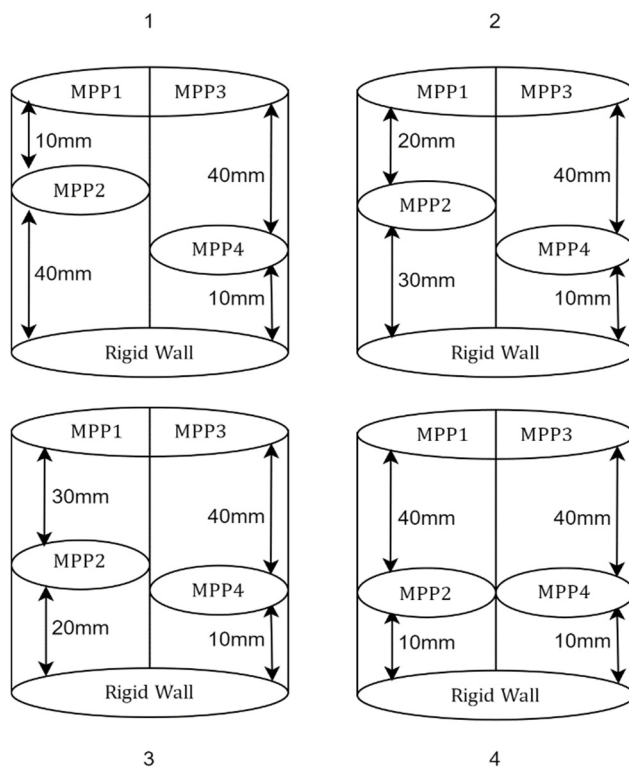 1
MPP1 MPP3
10mm
40mm
MPP2
MPP4
40mm
10mm
Rigid Wall
2
MPP1 MPP3
20mm
40mm
MPP2
MPP4
30mm
10mm
Rigid Wall
MPP1 MPP3
30mm
40mm
MPP2
MPP4
20mm
10mm
Rigid Wall
3
MPP1 MPP3
40mm
40mm
MPP2 MPP4
10mm
10mm
Rigid Wall
4